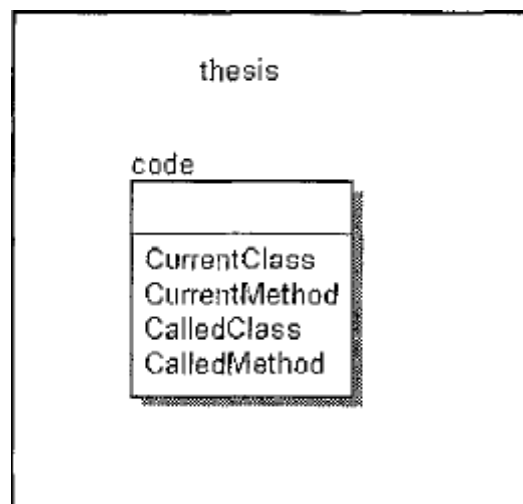 thesis
code
CurrentClass
CurrentMethod
CalledClass
CalledMethod